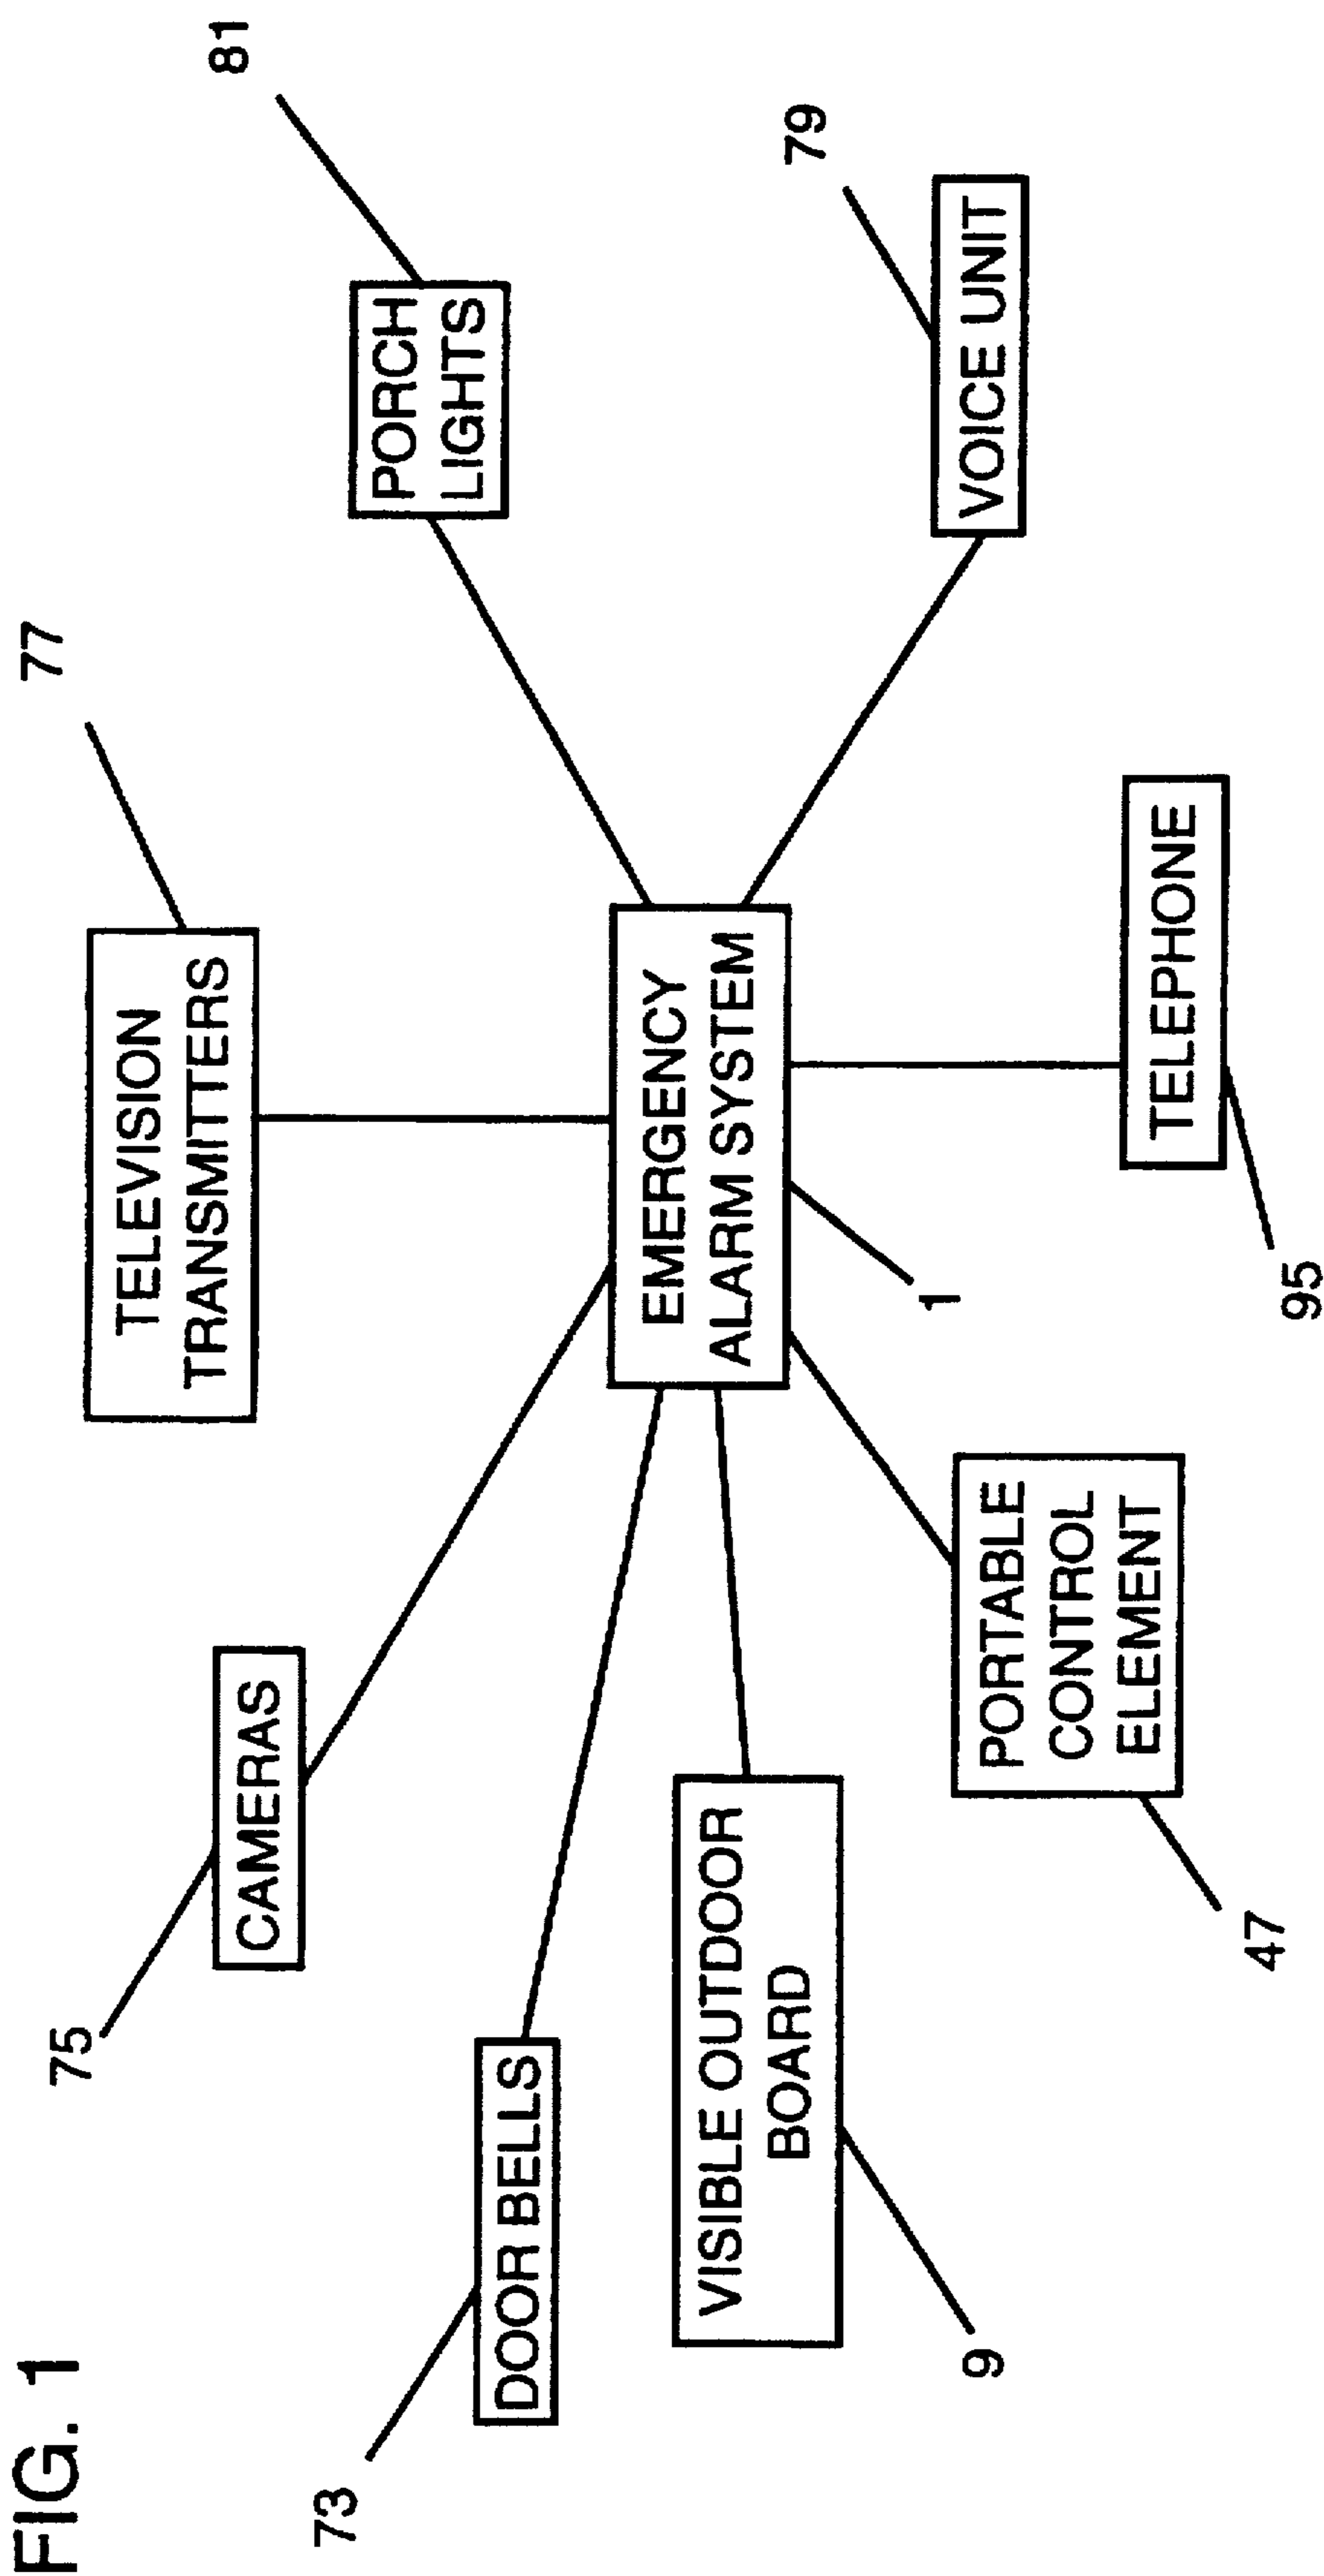 FIG. 1
77
81
TELEVISION
TRANSMITTERS
75
CAMERAS
PORCH
LIGHTS
73
DOOR BELLS
EMERGENCY
ALARM SYSTEM
79
VISIBLE OUTDOOR
BOARD
1
VOICE UNIT
9
PORTABLE
CONTROL
ELEMENT
TELEPHONE
47
95